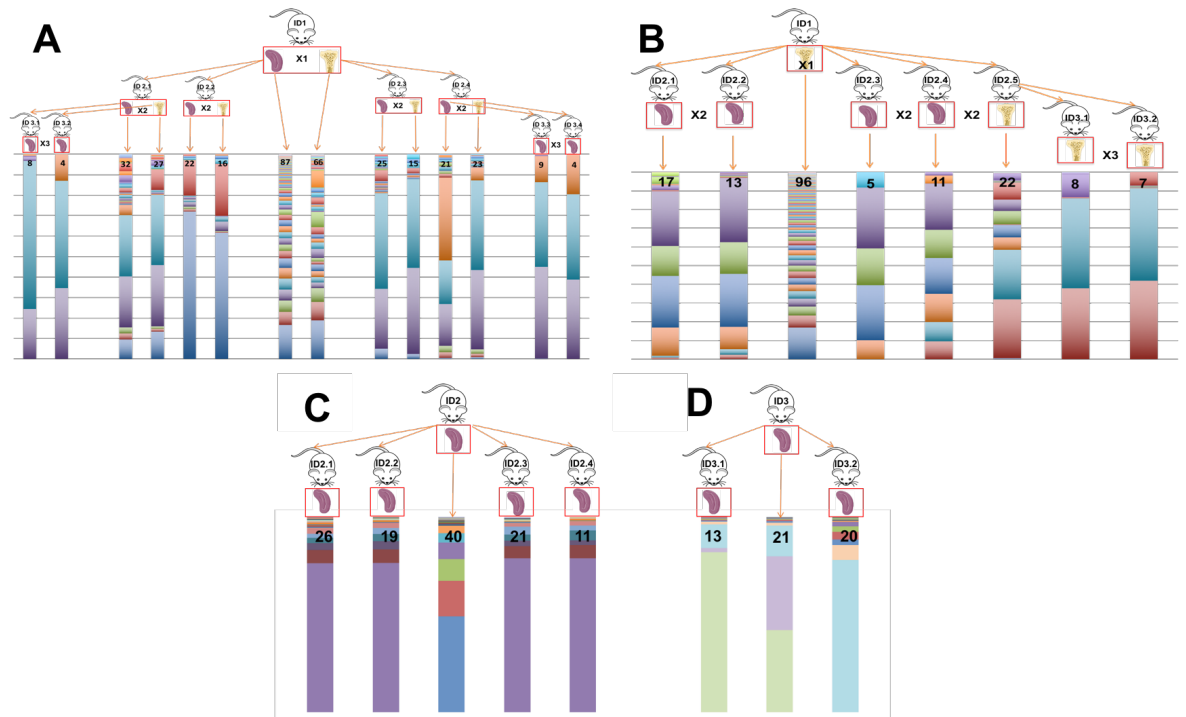 A
ID1
X1
ID 2.1
ID 2.2
ID 2.3
ID 2.4
X2
X2
X2
X2
ID 3.1
ID 3.2
ID 3.3
ID 3.4
X3
X3
8
4
32
27
22
16
87
66
25
15
21
23
9
4
B
ID1
X1
ID2.1
ID2.2
ID2.3
ID2.4
ID2.5
X2
X2
X2
ID3.1
ID3.2
X3
17
13
96
5
11
22
8
7
C
ID2
ID2.1
ID2.2
ID2.3
ID2.4
26
19
40
21
11
D
ID3
ID3.1
ID3.2
13
21
20